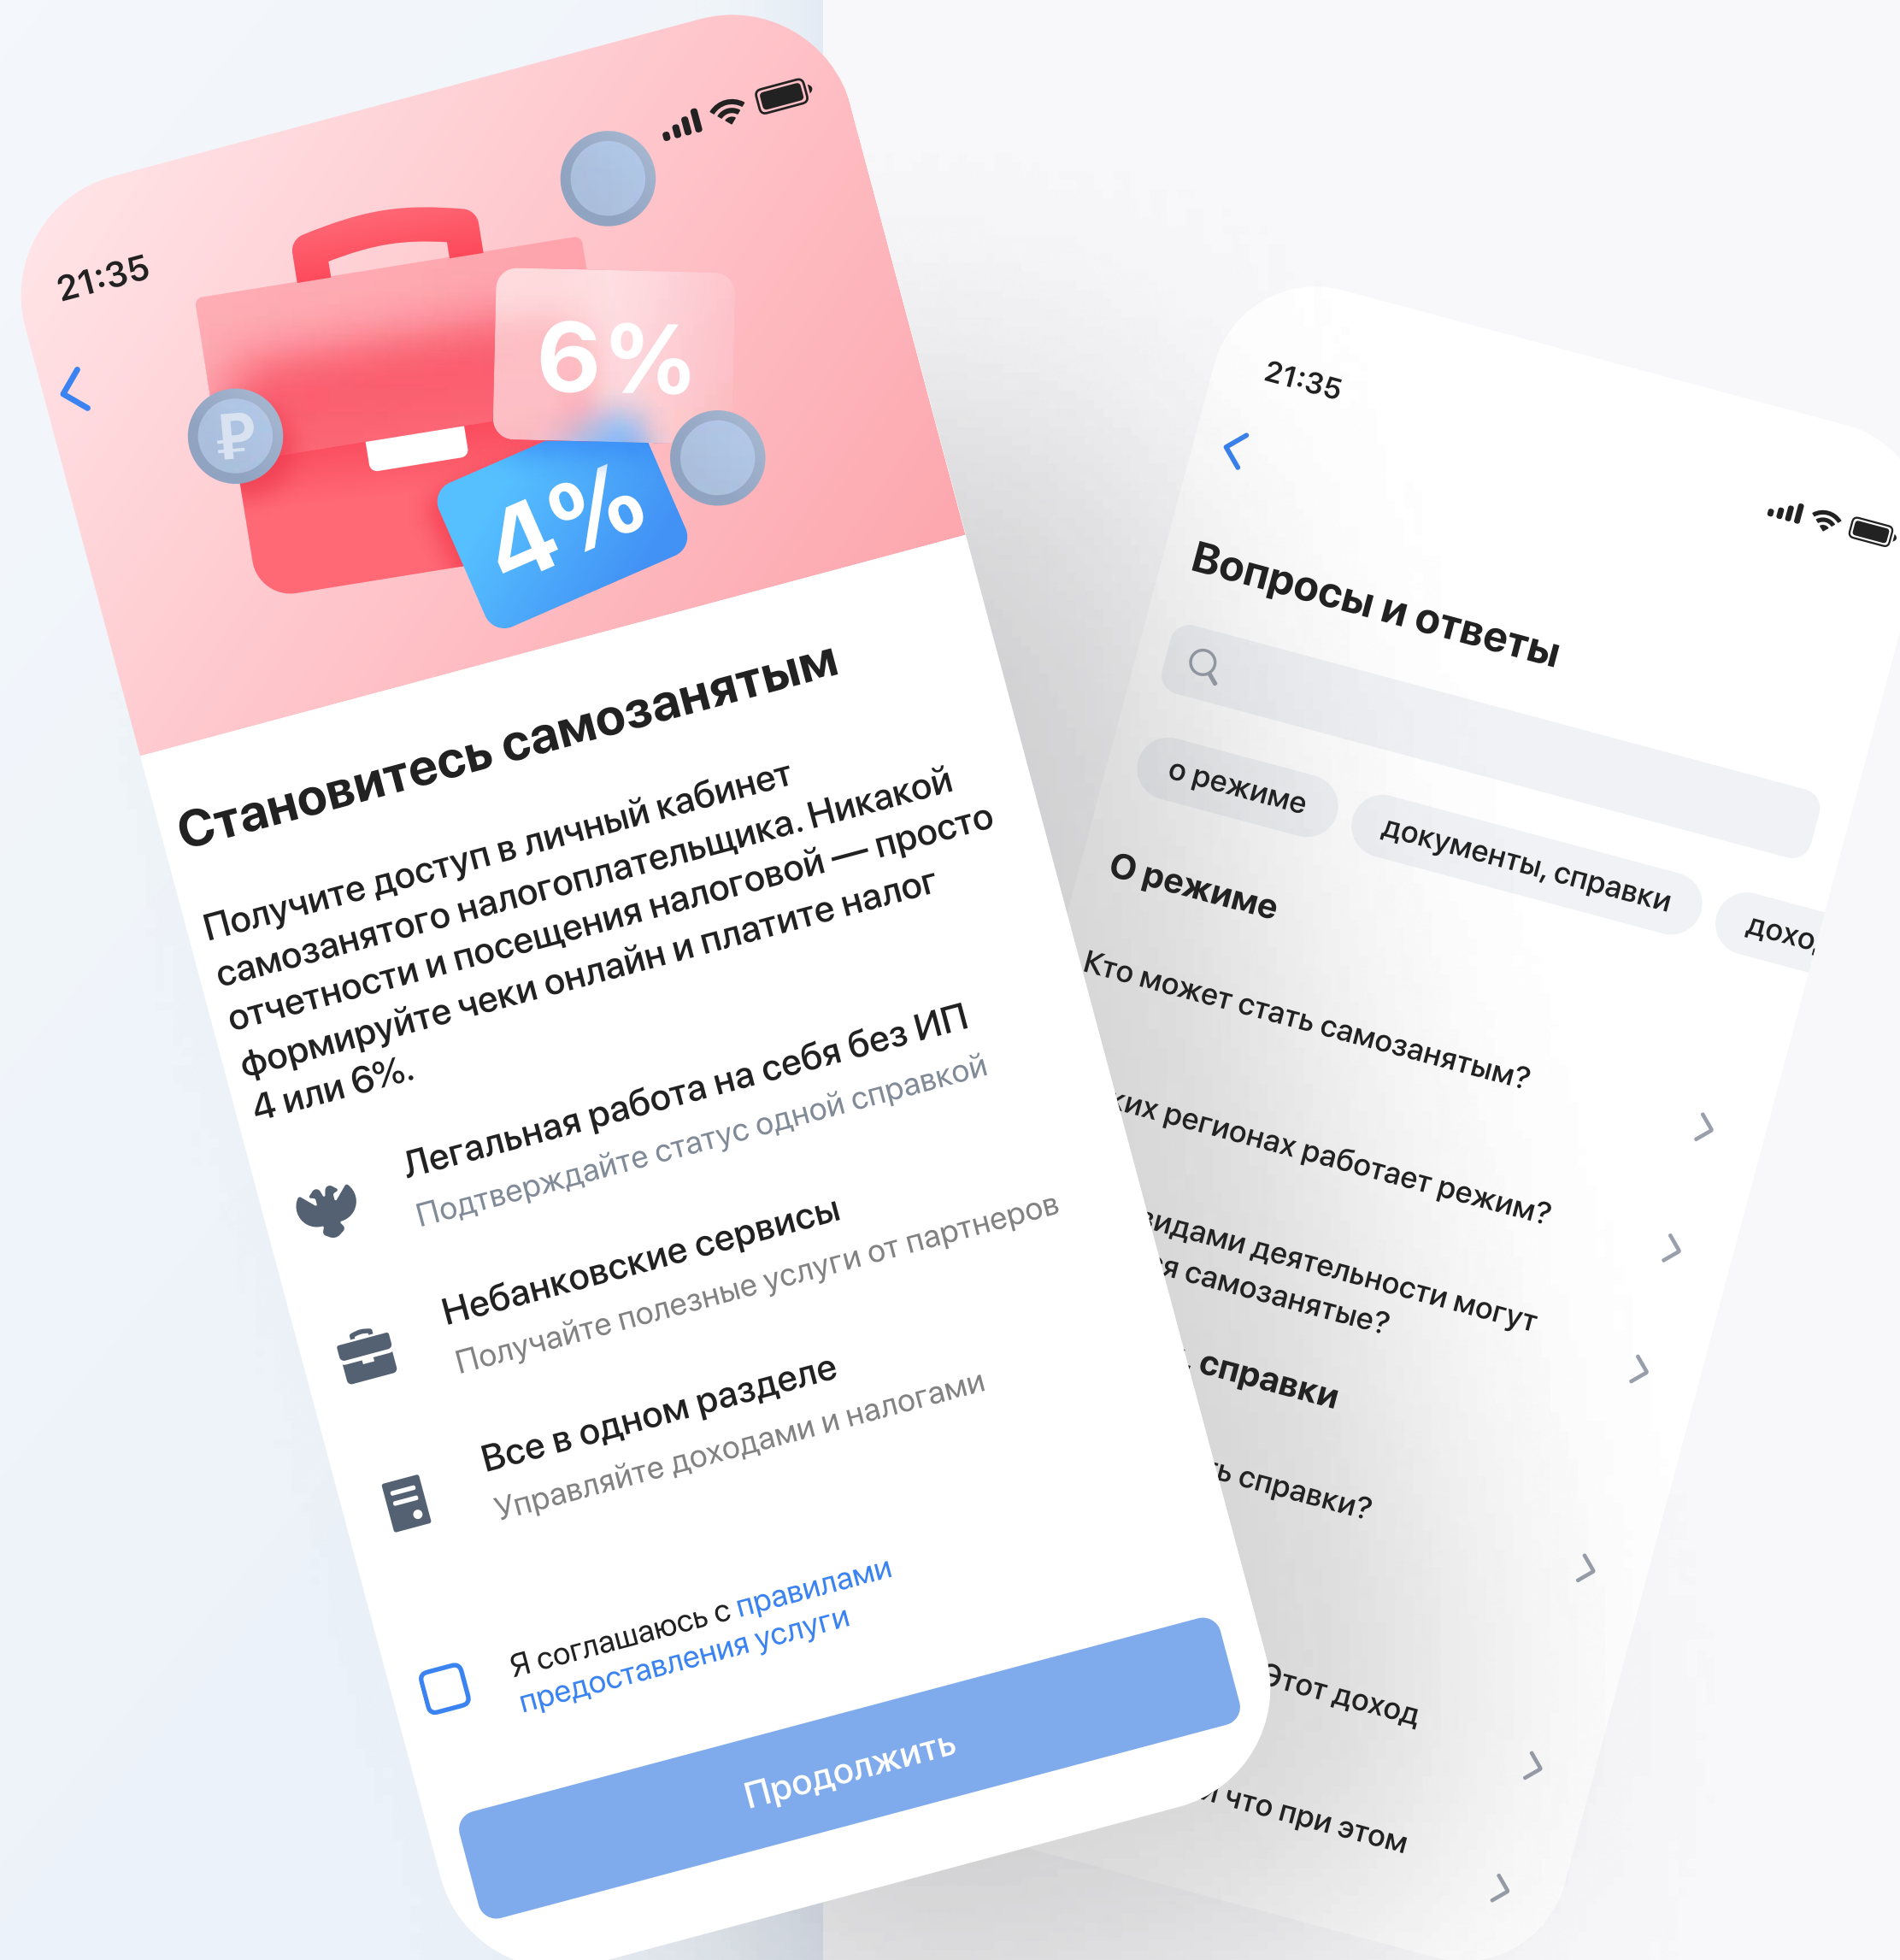 21:35
₽
6%
4%
Становитесь самозанятым
Получите доступ в личный кабинет
самозанятого налогоплательщика. Никакой
отчетности и посещения налоговой — просто
формируйте чеки онлайн и платите налог
4 или 6%.
Легальная работа на себя без ИП
Подтверждайте статус одной справкой
Небанковские сервисы
Получайте полезные услуги от партнеров
Все в одном разделе
Управляйте доходами и налогами
Я соглашаюсь с правилами
предоставления услуги
Продолжить
21:35
Вопросы и ответы
о режиме
документы, справки
О режиме
Кто может стать самозанятым?
регионах работает режим?
видами деятельности могут
самозанятые?
справки
справки?
Этот доход
что при этом